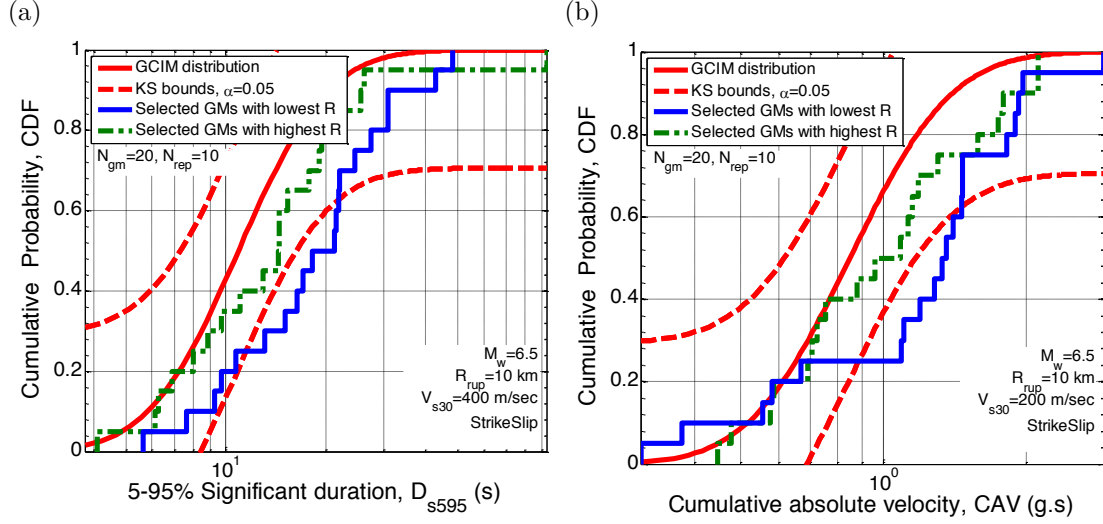 (a)
1
0.8
0.6
0.4
0.2
0
Cumulative Probability, CDF
GCIM distribution
KS bounds, α=0.05
Selected GMs with lowest R
Selected GMs with highest R
N_gm=20, N_rep=10
M_w=6.5
R_rup=10 km
V_s30=400 m/sec
StrikeSlip
10^1
5-95% Significant duration, D_s595 (s)
(b)
1
0.8
0.6
0.4
0.2
0
Cumulative Probability, CDF
GCIM distribution
KS bounds, α=0.05
Selected GMs with lowest R
Selected GMs with highest R
N_gm=20, N_rep=10
M_w=6.5
R_rup=10 km
V_s30=200 m/sec
StrikeSlip
10^0
Cumulative absolute velocity, CAV (g.s)